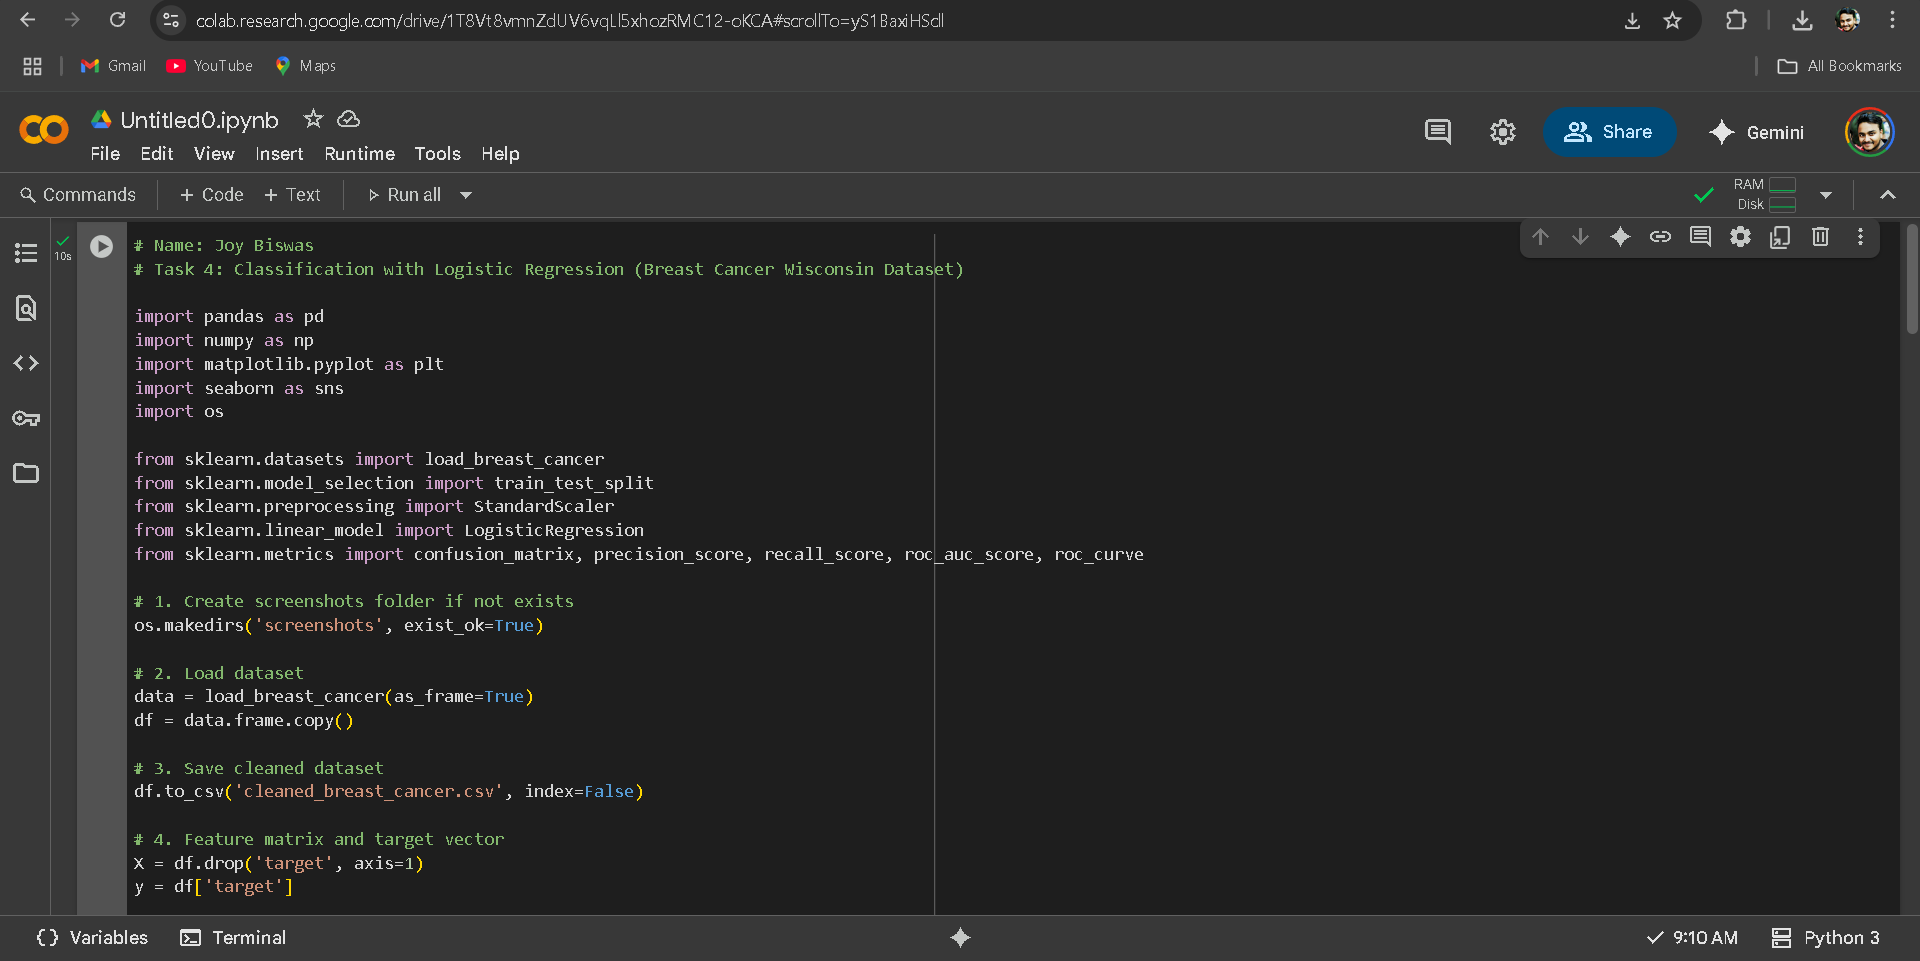 colab.research.google.com/drive/1T8Vt8vmnZdUV6vqLl5xhozRMC12-oKCA#scrollTo=yS1BaxiHScll
Gmail YouTube Maps All Bookmarks
Untitled0.ipynb
File Edit View Insert Runtime Tools Help
Share Gemini
Commands + Code + Text Run all
RAM
Disk
10s
# Name: Joy Biswas
# Task 4: Classification with Logistic Regression (Breast Cancer Wisconsin Dataset)
import pandas as pd
import numpy as np
import matplotlib.pyplot as plt
import seaborn as sns
import os
from sklearn.datasets import load_breast_cancer
from sklearn.model_selection import train_test_split
from sklearn.preprocessing import StandardScaler
from sklearn.linear_model import LogisticRegression
from sklearn.metrics import confusion_matrix, precision_score, recall_score, roc_auc_score, roc_curve
# 1. Create screenshots folder if not exists
os.makedirs('screenshots', exist_ok=True)
# 2. Load dataset
data = load_breast_cancer(as_frame=True)
df = data.frame.copy()
# 3. Save cleaned dataset
df.to_csv('cleaned_breast_cancer.csv', index=False)
# 4. Feature matrix and target vector
X = df.drop('target', axis=1)
y = df['target']
Variables Terminal 9:10 AM Python 3